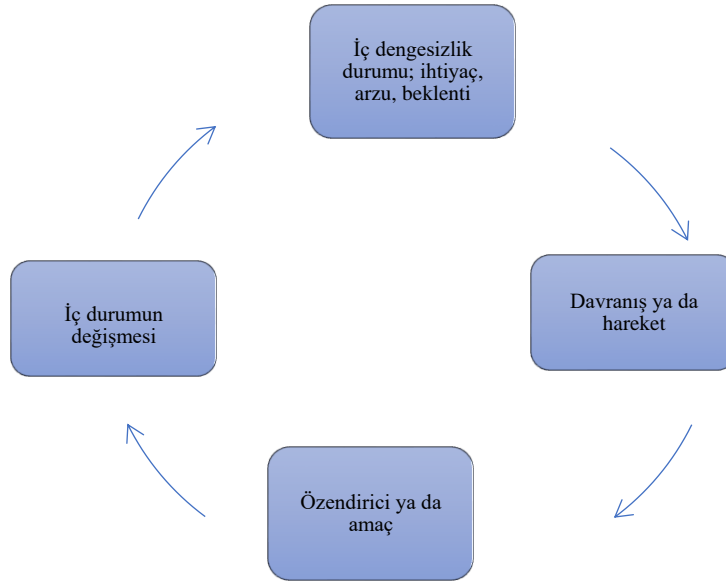 İç dengesizlik
durumu; ihtiyaç,
arzu, beklenti
Davranış ya da
hareket
Özendirici ya da
amaç
İç durumun
değişmesi